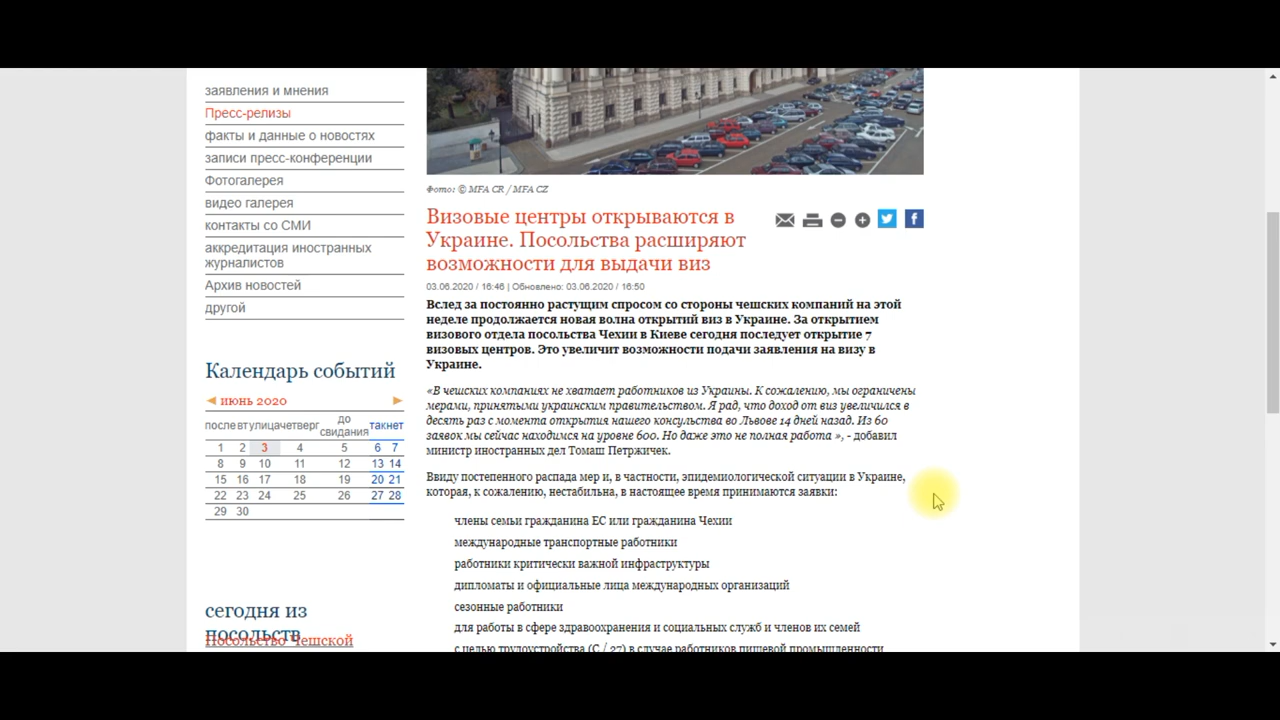 заявления и мнения
Пресс-релизы
факты и данные о новостях
записи пресс-конференции
Фотогалерея
видео галерея
контакты со СМИ
аккредитация иностранных
журналистов
Архив новостей
другой
Календарь событий
июнь 2020
после вт улица четверг до свидания так нет
1 2 3 4 5 6 7
8 9 10 11 12 13 14
15 16 17 18 19 20 21
22 23 24 25 26 27 28
29 30
сегодня из
посольств
Посольство Чешской
Фото: © MFA CR / MFA CZ
Визовые центры открываются в
Украине. Посольства расширяют
возможности для выдачи виз
03.06.2020 / 16:46 | Обновлено: 03.06.2020 / 16:50
Вслед за постоянно растущим спросом со стороны чешских компаний на этой
неделе продолжается новая волна открытий виз в Украине. За открытием
визового отдела посольства Чехии в Киеве сегодня последует открытие 7
визовых центров. Это увеличит возможности подачи заявления на визу в
Украине.
«В чешских компаниях не хватает работников из Украины. К сожалению, мы ограничены
мерами, принятыми украинским правительством. Я рад, что доход от виз увеличился в
десять раз с момента открытия нашего консульства во Львове 14 дней назад. Из 60
заявок мы сейчас находимся на уровне 600. Но даже это не полная работа », - добавил
министр иностранных дел Томаш Петржичек.
Ввиду постепенного распада мер и, в частности, эпидемиологической ситуации в Украине,
которая, к сожалению, нестабильна, в настоящее время принимаются заявки:
члены семьи гражданина ЕС или гражданина Чехии
международные транспортные работники
работники критически важной инфраструктуры
дипломаты и официальные лица международных организаций
сезонные работники
для работы в сфере здравоохранения и социальных служб и членов их семей
с целью трудоустройства (C / 27) в случае работников пищевой промышленности